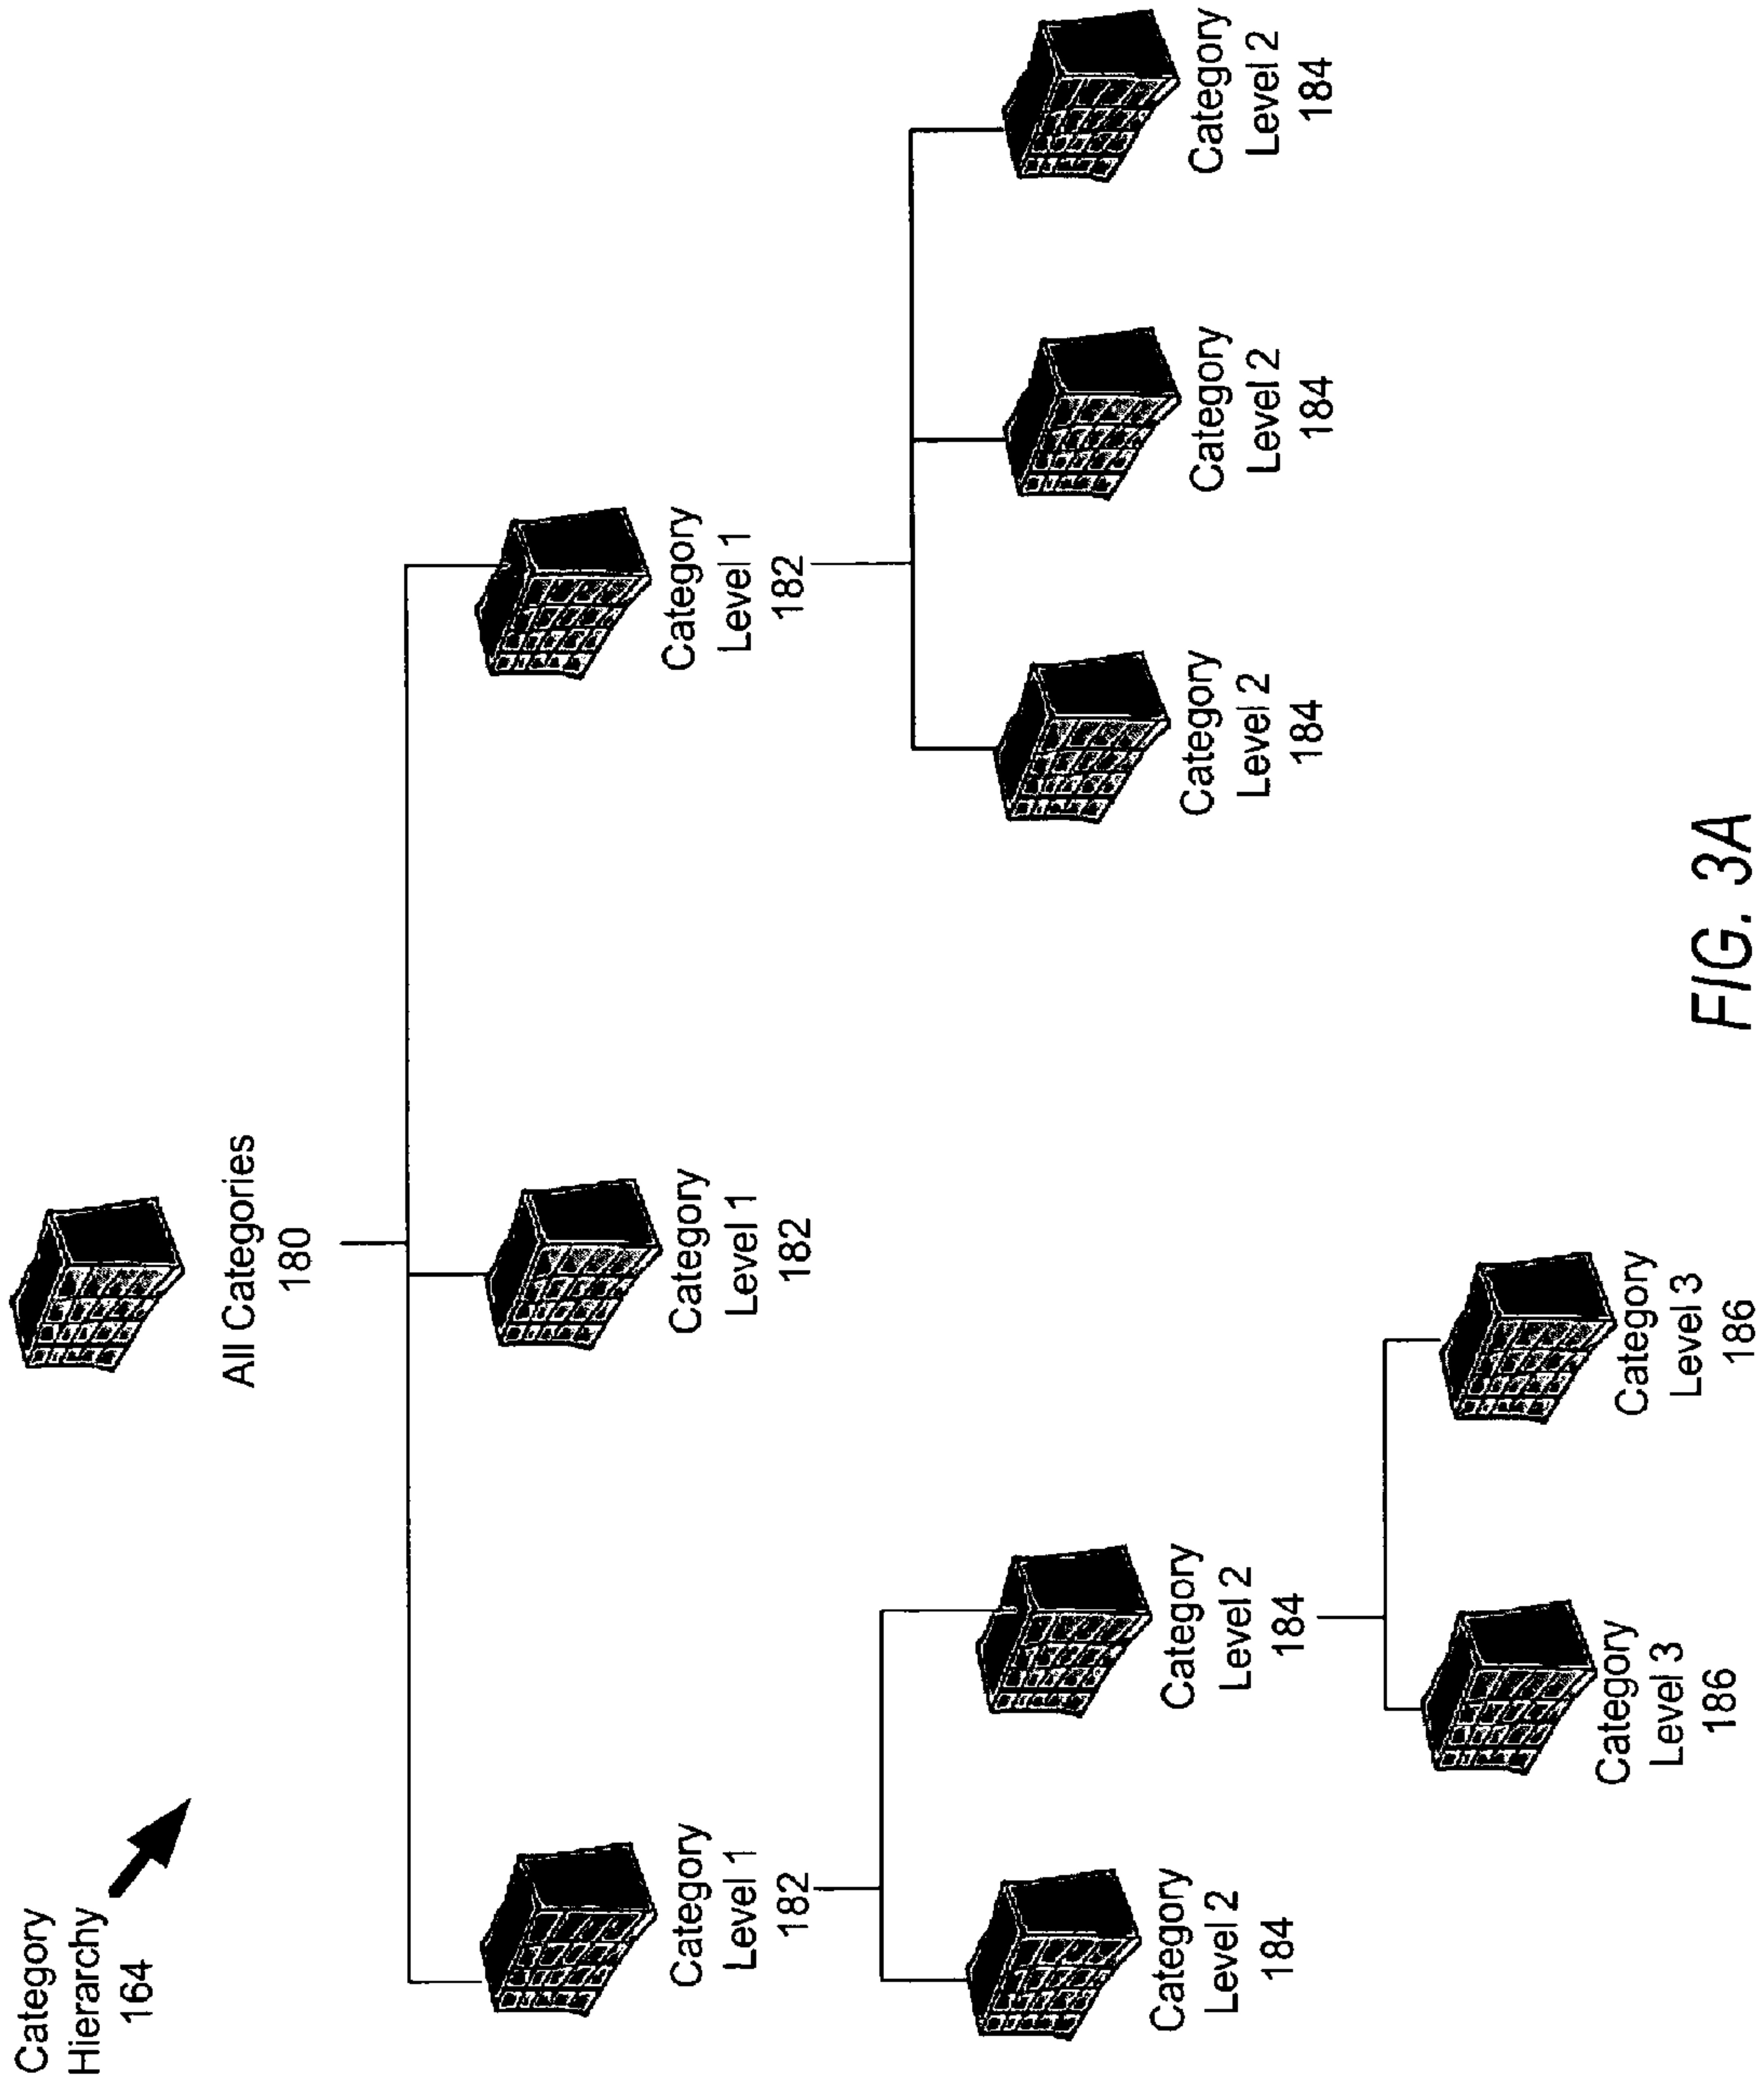 Category
Hierarchy
164
All Categories
180
Category
Level 1
182
Category
Level 1
182
Category
Level 1
182
Category
Level 2
184
Category
Level 2
184
Category
Level 2
184
Category
Level 2
184
Category
Level 2
184
Category
Level 3
186
Category
Level 3
186
FIG. 3A